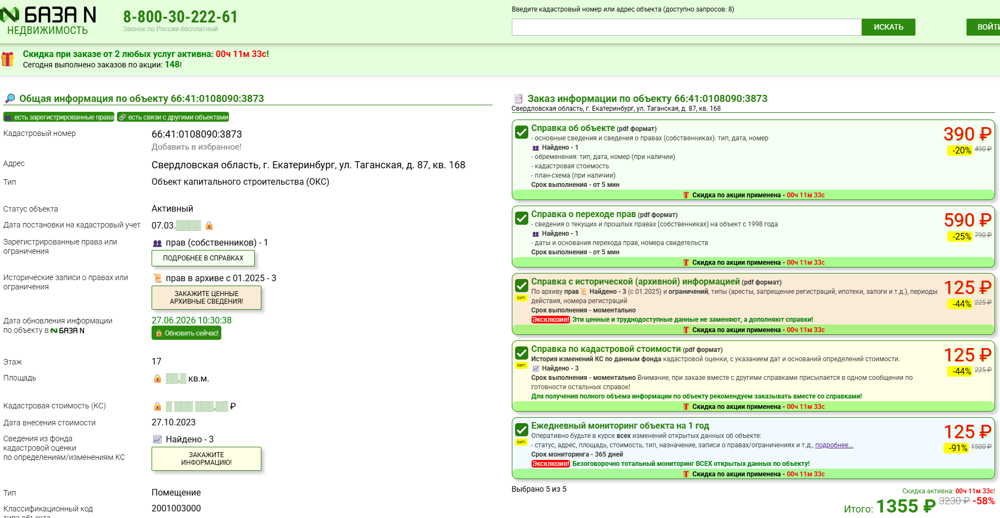 БАЗА N
НЕДВИЖИМОСТЬ
8-800-30-222-61
Звонок по России бесплатный
Введите кадастровый номер или адрес объекта (доступно запросов: 8)
ИСКАТЬ
ВОЙТИ
Скидка при заказе от 2 любых услуг активна: 00ч 11м 33с!
Сегодня выполнено заказов по акции: 148!
Общая информация по объекту 66:41:0108090:3873
есть зарегистрированные права
есть связи с другими объектами
Кадастровый номер
66:41:0108090:3873
Добавить в избранное!
Адрес
Свердловская область, г. Екатеринбург, ул. Таганская, д. 87, кв. 168
Тип
Объект капитального строительства (ОКС)
Статус объекта
Активный
Дата постановки на кадастровый учет
07.03.
Зарегистрированные права или
ограничения
прав (собственников) - 1
ПОДРОБНЕЕ В СПРАВКАХ
Исторические записи о правах или
ограничения
прав в архиве с 01.2025 - 3
ЗАКАЖИТЕ ЦЕННЫЕ
АРХИВНЫЕ СВЕДЕНИЯ!
Дата обновления информации
по объекту в БАЗА N
27.06.2026 10:30:38
Обновить сейчас!
Этаж
17
Площадь
кв.м.
Кадастровая стоимость (КС)
₽
Дата внесения стоимости
27.10.2023
Сведения из фонда
кадастровой оценки
по определениям/изменениям КС
Найдено - 3
ЗАКАЖИТЕ
ИНФОРМАЦИЮ!
Тип
Помещение
Классификационный код
типа объекта
2001003000
Заказ информации по объекту 66:41:0108090:3873
Свердловская область, г. Екатеринбург, ул. Таганская, д. 87, кв. 168
Справка об объекте (pdf формат)
- основные сведения и сведения о правах (собственниках): тип, дата, номер
Найдено - 1
- обременения: тип, дата, номер (при наличии)
- кадастровая стоимость
- план-схема (при наличии)
Срок выполнения - от 5 мин
390 ₽
-20% 490 ₽
Скидка по акции применена - 00ч 11м 33с
Справка о переходе прав (pdf формат)
- сведения о текущих и прошлых правах (собственниках) на объект с 1998 года
Найдено - 1
- даты и основания перехода прав, номера свидетельств
Срок выполнения - от 5 мин
590 ₽
-25% 790 ₽
Скидка по акции применена - 00ч 11м 33с
Справка с исторической (архивной) информацией (pdf формат)
ХИТ!
По архиву прав Найдено - 3 (с 01.2025) и ограничений, типы (аресты, запрещение регистраций, ипотеки, залоги и т.д.), периоды
действия, номера регистраций
Срок выполнения - моментально
Эксклюзив! Эти ценные и труднодоступные данные не заменяют, а дополняют справки!
125 ₽
-44% 225 ₽
Скидка по акции применена - 00ч 11м 33с
Справка по кадастровой стоимости (pdf формат)
ХИТ!
История изменений КС по данным фонда кадастровой оценки, с указанием дат и оснований определений стоимости.
Найдено - 3
Срок выполнения - моментально Внимание, при заказе вместе с другими справками присылается в одном сообщении по
готовности остальных справок!
Для получения полного объема информации по объекту рекомендуем заказывать вместе со справками!
125 ₽
-44% 225 ₽
Скидка по акции применена - 00ч 11м 33с
Ежедневный мониторинг объекта на 1 год
ХИТ!
Оперативно будьте в курсе всех изменений открытых данных об объекте:
- статус, адрес, площадь, стоимость, тип, назначение, записи о правах/ограничениях и т.д., подробнее...
Срок мониторинга - 365 дней
Эксклюзив! Безоговорочно тотальный мониторинг ВСЕХ открытых данных по объекту!
125 ₽
-91% 1500 ₽
Скидка по акции применена - 00ч 11м 33с
Выбрано 5 из 5
Скидка активна: 00ч 11м 33с!
Итого: 1355 ₽ 3230 ₽ -58%